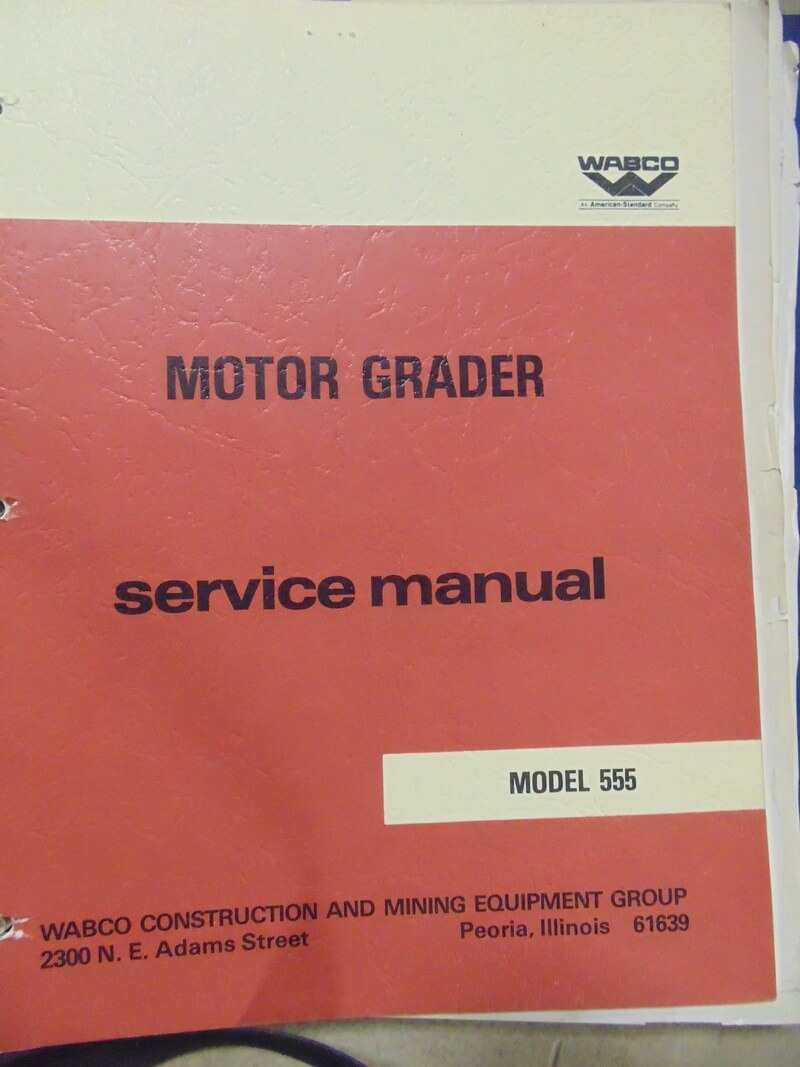 WABCO
An American-Standard Company
MOTOR GRADER
service manual
MODEL 555
WABCO CONSTRUCTION AND MINING EQUIPMENT GROUP
2300 N. E. Adams Street Peoria, Illinois 61639